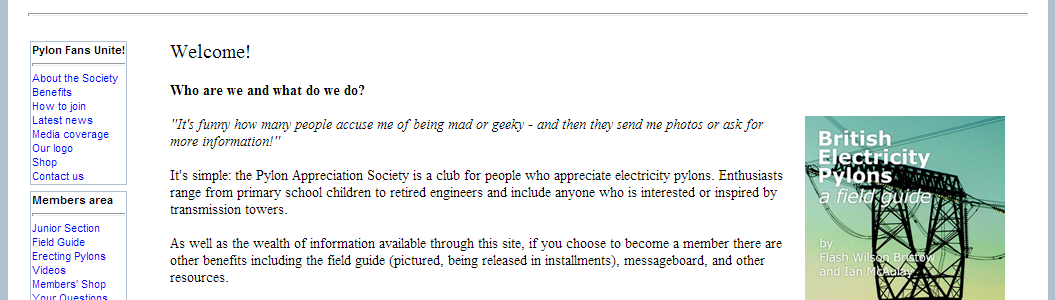 Pylon Fans Unite!
About the Society
Benefits
How to join
Latest news
Media coverage
Our logo
Shop
Contact us
Members area
Junior Section
Field Guide
Erecting Pylons
Videos
Members' Shop
Your Questions
Welcome!
Who are we and what do we do?
"It's funny how many people accuse me of being mad or geeky - and then they send me photos or ask for
more information!"
It's simple: the Pylon Appreciation Society is a club for people who appreciate electricity pylons. Enthusiasts
range from primary school children to retired engineers and include anyone who is interested or inspired by
transmission towers.
As well as the wealth of information available through this site, if you choose to become a member there are
other benefits including the field guide (pictured, being released in installments), messageboard, and other
resources.
British
Electricity
Pylons
a field guide
by
Flash Wilson Bristow
and Ian McAulay